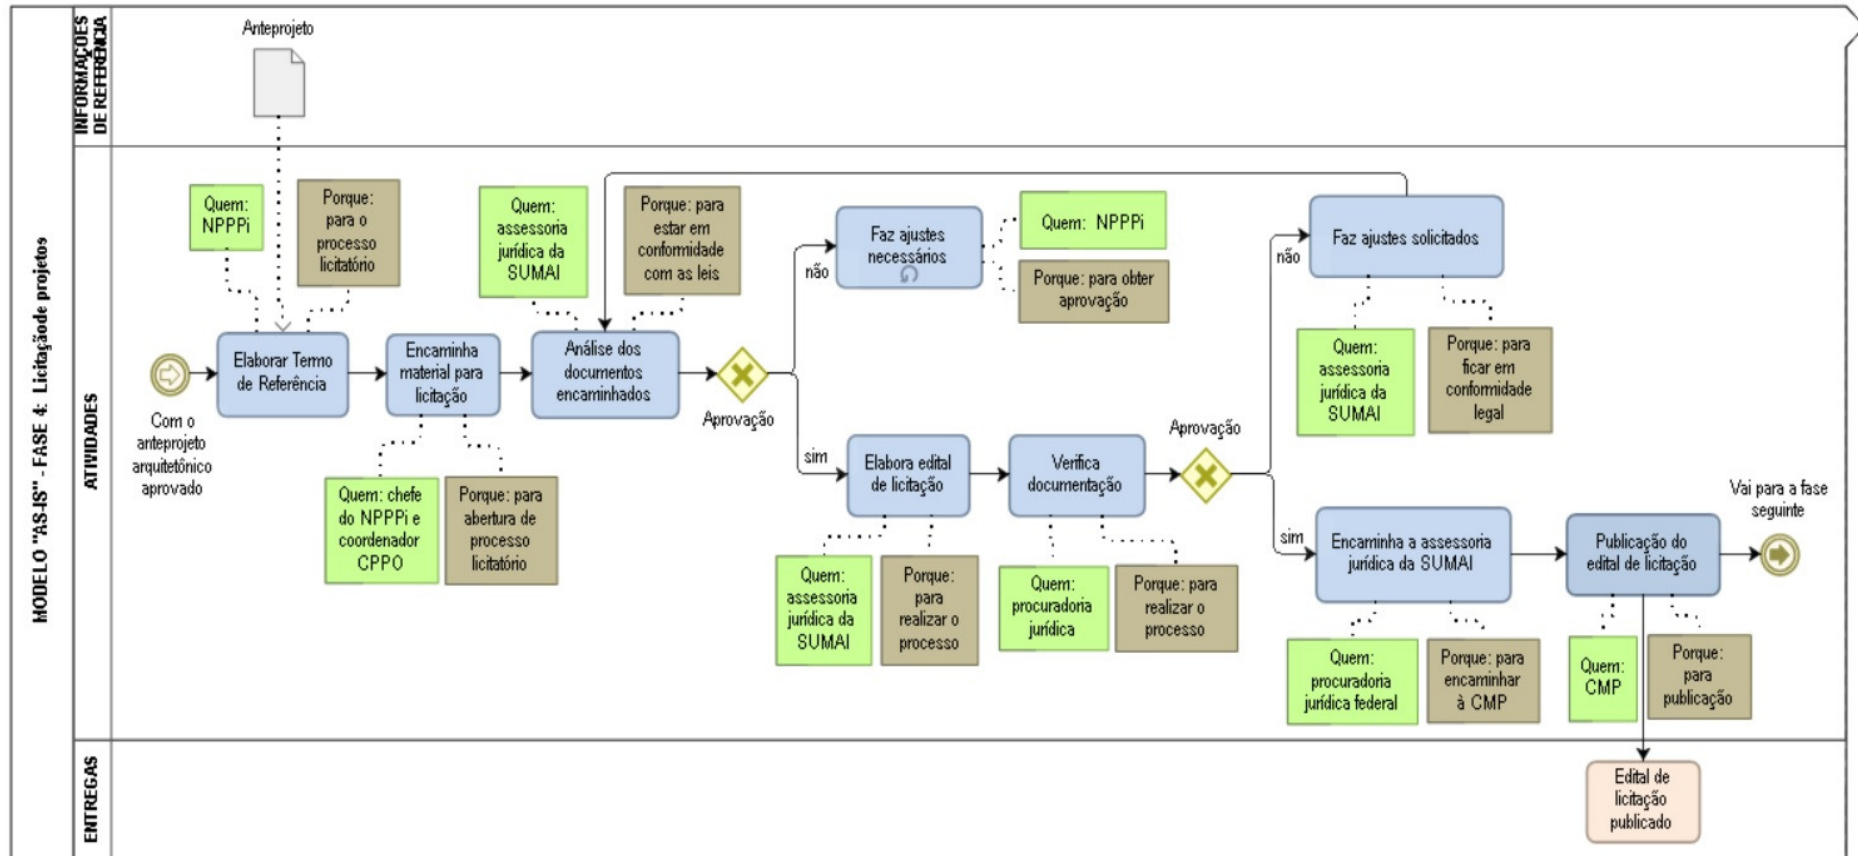 MODELO "AS-IS" - FASE 4: Licitaçãode projetos
INFORMAÇÕES
DE REFERÊNCIA
Anteprojeto
ATIVIDADES
Com o
anteprojeto
arquitetônico
aprovado
Quem:
NPPPi
Porque:
para o
processo
licitatório
Elaborar Termo
de Referência
Encaminha
material para
licitação
Quem: chefe
do NPPPi e
coordenador
CPPO
Porque: para
abertura de
processo
licitatório
Quem:
assessoria
jurídica da
SUMAI
Porque: para
estar em
conformidade
com as leis
Análise dos
documentos
encaminhados
Aprovação
não
Faz ajustes
necessários
Quem: NPPPi
Porque: para obter
aprovação
sim
Elabora edital
de licitação
Quem:
assessoria
jurídica da
SUMAI
Porque:
para
realizar o
processo
Verifica
documentação
Quem:
procuradoria
jurídica
Porque: para
realizar o
processo
Aprovação
não
Faz ajustes solicitados
Quem:
assessoria
jurídica da
SUMAI
Porque: para
ficar em
conformidade
legal
sim
Encaminha a assessoria
jurídica da SUMAI
Quem:
procuradoria
jurídica federal
Porque: para
encaminhar
à CMP
Publicação do
edital de licitação
Quem:
CMP
Porque:
para
publicação
Vai para a fase
seguinte
ENTREGAS
Edital de
licitação
publicado